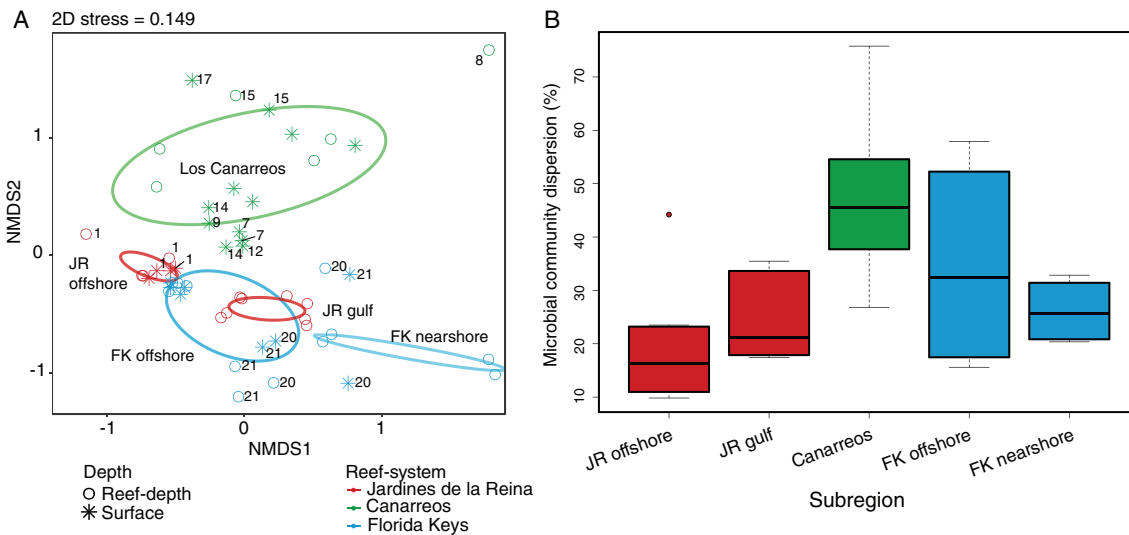 A
2D stress = 0.149
B
NMDS2
1
0
-1
17
15
15
8
Los Canarreos
14
9
7
7
14
12
1
1
1
1
JR
offshore
20
21
JR gulf
FK nearshore
FK offshore
20
21
21
20
20
21
-1
0
1
NMDS1
Depth
Reef-depth
Surface
Reef-system
Jardines de la Reina
Canarreos
Florida Keys
Microbial community dispersion (%)
70
60
50
40
30
20
10
JR offshore
JR gulf
Canarreos
FK offshore
FK nearshore
Subregion